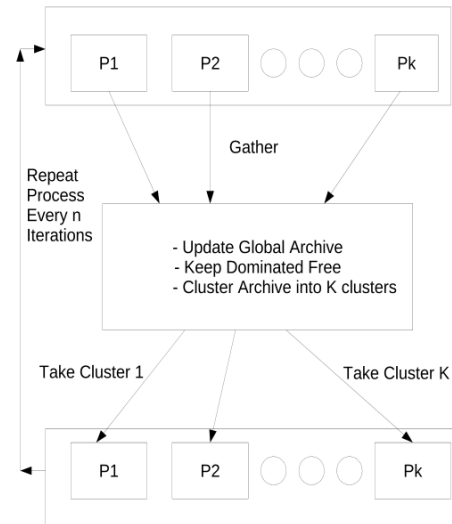 P1
P2
Pk
Gather
Repeat
Process
Every n
Iterations
- Update Global Archive
- Keep Dominated Free
- Cluster Archive into K clusters
Take Cluster 1
Take Cluster K
P1
P2
Pk